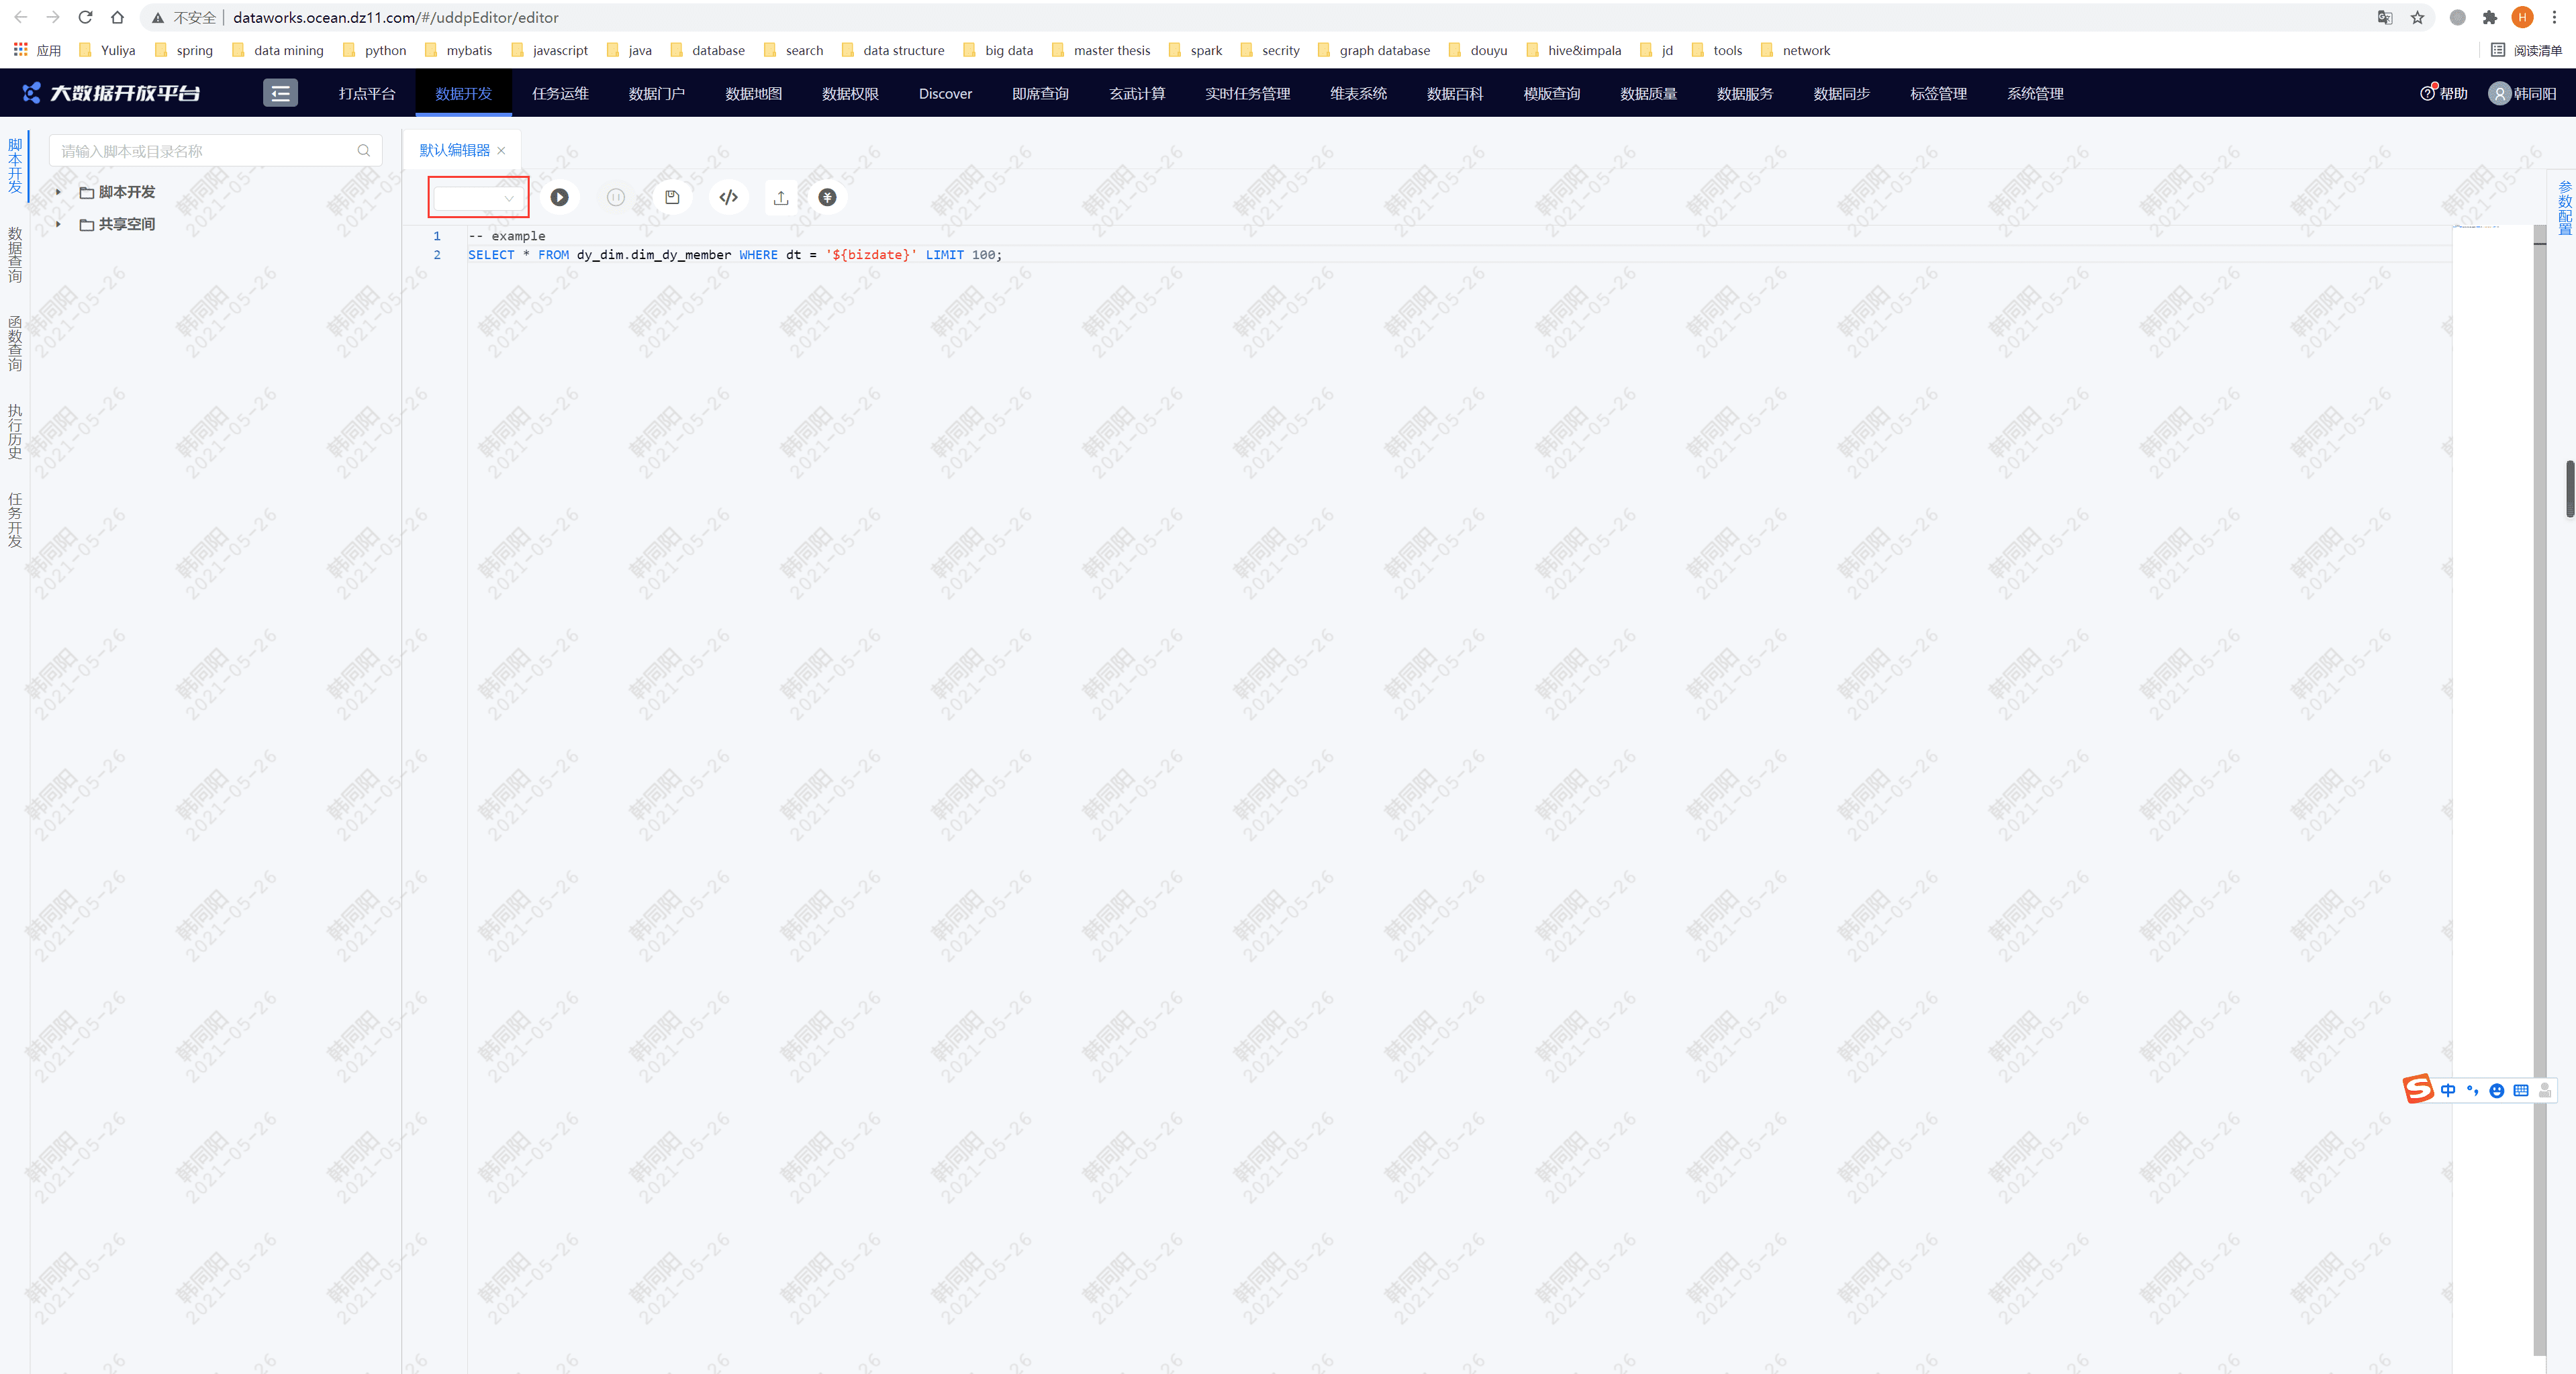 不安全 dataworks.ocean.dz11.com/#/uddpEditor/editor
应用 Yuliya spring data mining python mybatis javascript java database search data structure big data master thesis spark secrity graph database douyu hive&impala jd tools network 阅读清单
大数据开放平台 打点平台 数据开发 任务运维 数据门户 数据地图 数据权限 Discover 即席查询 玄武计算 实时任务管理 维表系统 数据百科 模版查询 数据质量 数据服务 数据同步 标签管理 系统管理 帮助 韩同阳
脚本开发
数据查询
函数查询
执行历史
任务开发
请输入脚本或目录名称
脚本开发
共享空间
默认编辑器
1 -- example
2 SELECT * FROM dy_dim.dim_dy_member WHERE dt = '${bizdate}' LIMIT 100;
参数配置
韩同阳
2021-05-26
中